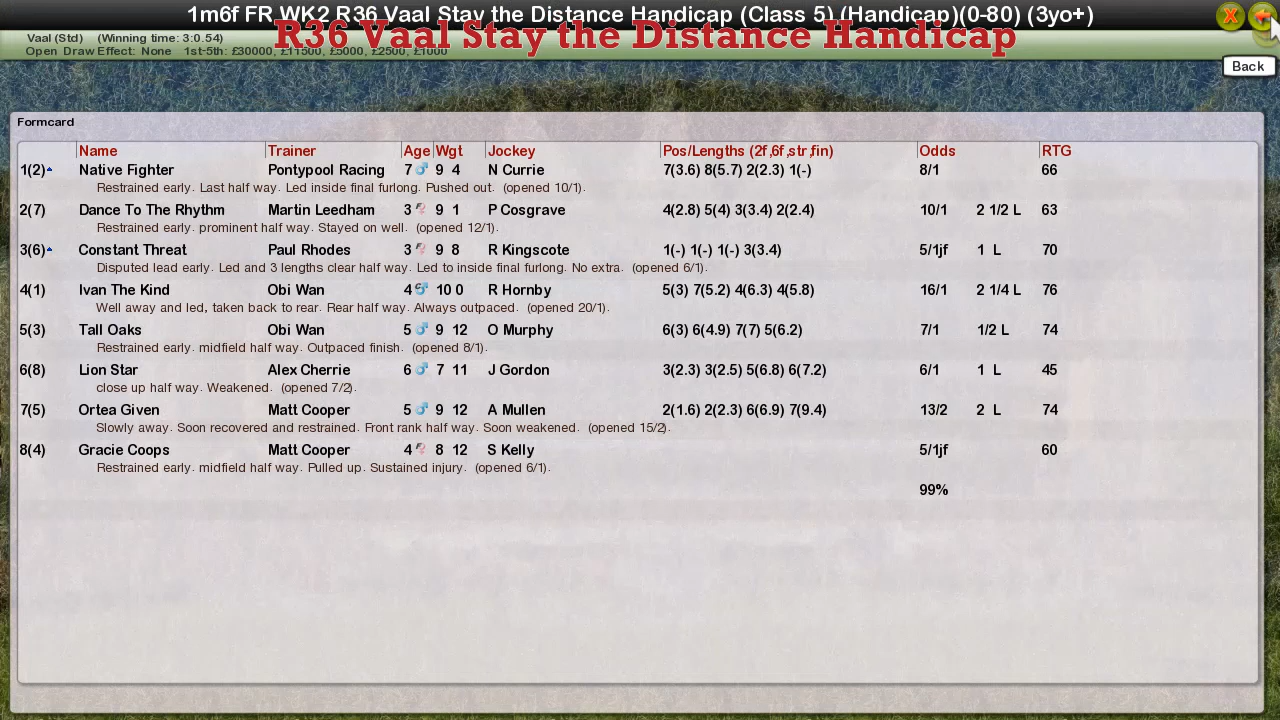 1m6f FR WK2 R36 Vaal Stay the Distance Handicap (Class 5) (Handicap)(0-80) (3yo+)
R36 Vaal Stay the Distance Handicap
Vaal (Std) (Winning time: 3:0.54)
Open Draw Effect: None 1st-5th: £30000, £11500, £5000, £2500, £1000
X
Back
Formcard
Name Trainer Age Wgt Jockey Pos/Lengths (2f,6f,str,fin) Odds RTG
1(2) Native Fighter Pontypool Racing 7 9 4 N Currie 7(3.6) 8(5.7) 2(2.3) 1(-) 8/1 66
Restrained early. Last half way. Led inside final furlong. Pushed out. (opened 10/1).
2(7) Dance To The Rhythm Martin Leedham 3 9 1 P Cosgrave 4(2.8) 5(4) 3(3.4) 2(2.4) 10/1 2 1/2 L 63
Restrained early. prominent half way. Stayed on well. (opened 12/1).
3(6) Constant Threat Paul Rhodes 3 9 8 R Kingscote 1(-) 1(-) 1(-) 3(3.4) 5/1jf 1 L 70
Disputed lead early. Led and 3 lengths clear half way. Led to inside final furlong. No extra. (opened 6/1).
4(1) Ivan The Kind Obi Wan 4 10 0 R Hornby 5(3) 7(5.2) 4(6.3) 4(5.8) 16/1 2 1/4 L 76
Well away and led, taken back to rear. Rear half way. Always outpaced. (opened 20/1).
5(3) Tall Oaks Obi Wan 5 9 12 O Murphy 6(3) 6(4.9) 7(7) 5(6.2) 7/1 1/2 L 74
Restrained early. midfield half way. Outpaced finish. (opened 8/1).
6(8) Lion Star Alex Cherrie 6 7 11 J Gordon 3(2.3) 3(2.5) 5(6.8) 6(7.2) 6/1 1 L 45
close up half way. Weakened. (opened 7/2).
7(5) Ortea Given Matt Cooper 5 9 12 A Mullen 2(1.6) 2(2.3) 6(6.9) 7(9.4) 13/2 2 L 74
Slowly away. Soon recovered and restrained. Front rank half way. Soon weakened. (opened 15/2).
8(4) Gracie Coops Matt Cooper 4 8 12 S Kelly 5/1jf 60
Restrained early. midfield half way. Pulled up. Sustained injury. (opened 6/1).
99%